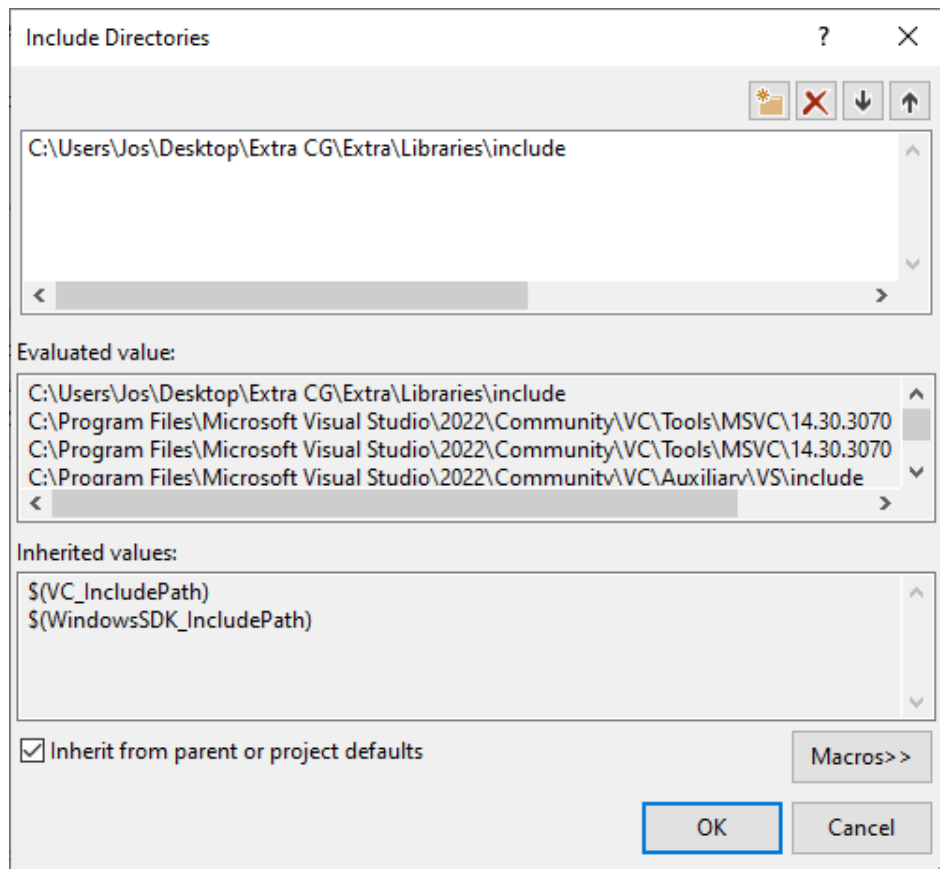 Include Directories
C:\Users\Jos\Desktop\Extra CG\Extra\Libraries\include
Evaluated value:
C:\Users\Jos\Desktop\Extra CG\Extra\Libraries\include
C:\Program Files\Microsoft Visual Studio\2022\Community\VC\Tools\MSVC\14.30.3070
C:\Program Files\Microsoft Visual Studio\2022\Community\VC\Tools\MSVC\14.30.3070
C:\Program Files\Microsoft Visual Studio\2022\Community\VC\Auxiliary\VS\include
Inherited values:
$(VC_IncludePath)
$(WindowsSDK_IncludePath)
Inherit from parent or project defaults
Macros>>
OK
Cancel